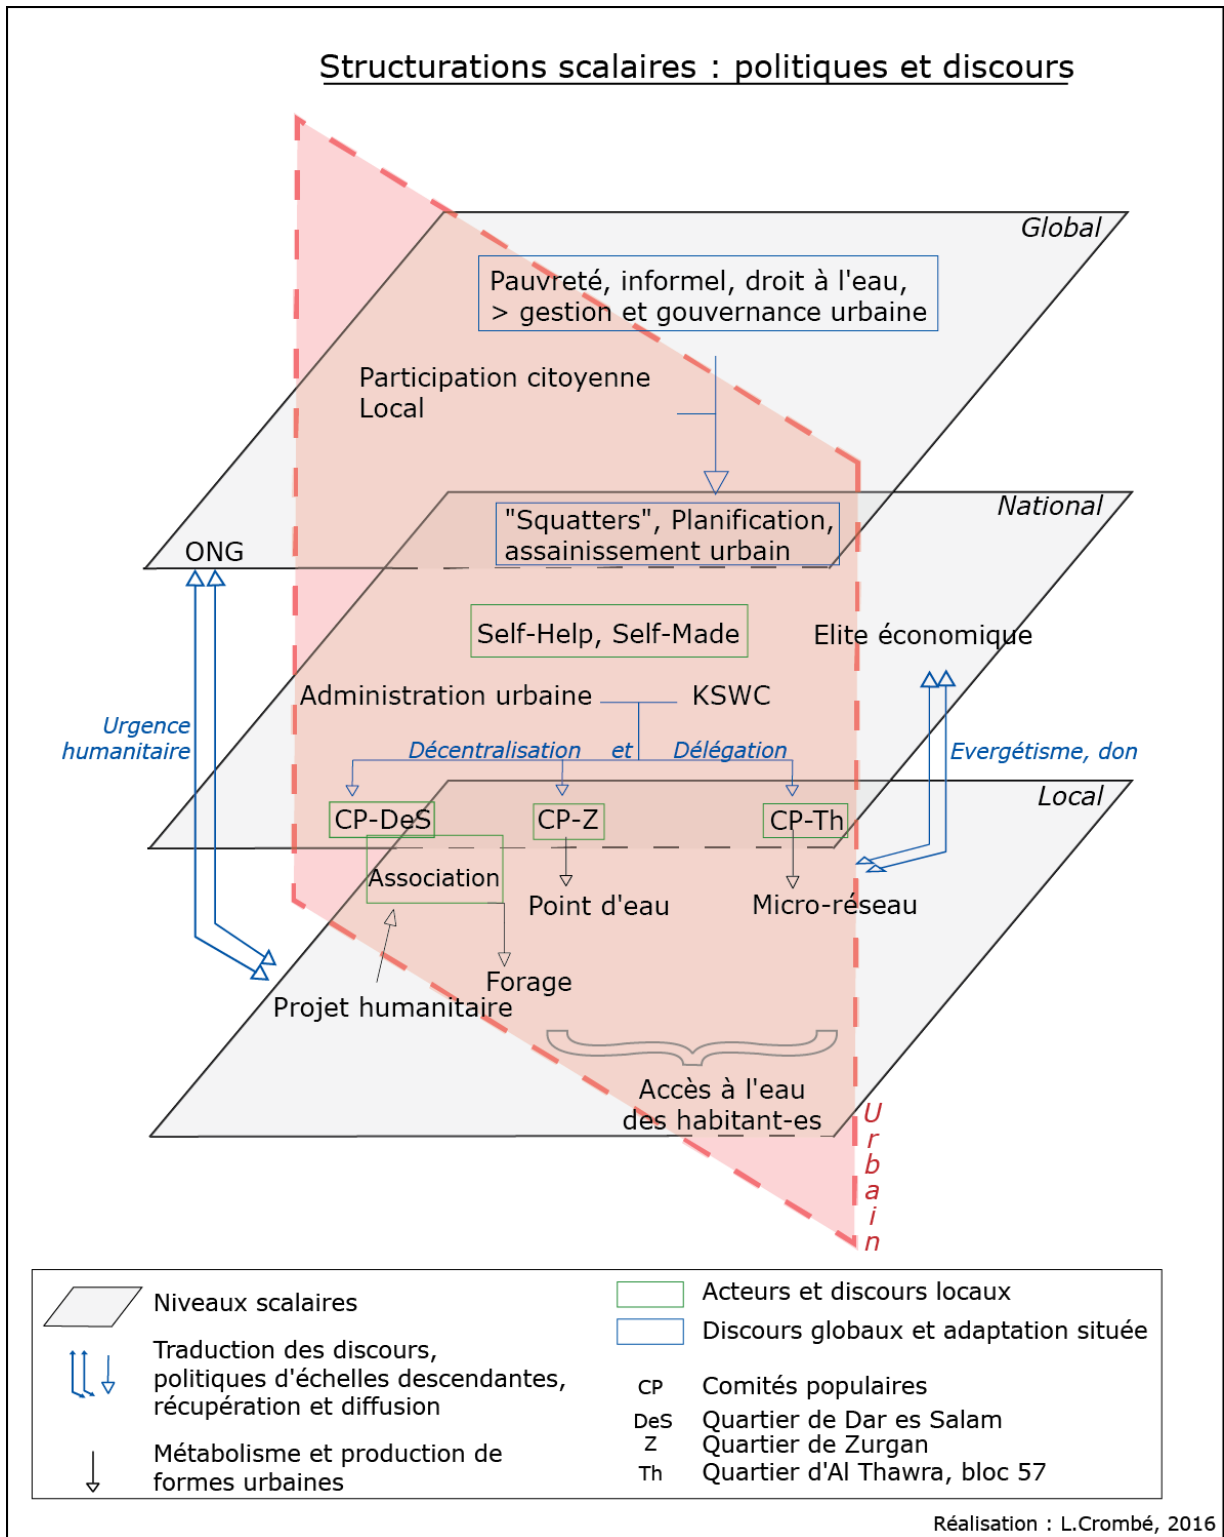 Structurations scalaires : politiques et discours
Global
Pauvreté, informel, droit à l'eau,
> gestion et gouvernance urbaine
Participation citoyenne
Local
National
"Squatters", Planification,
assainissement urbain
ONG
Self-Help, Self-Made
Elite économique
Administration urbaine
KSWC
Urgence
humanitaire
Décentralisation et Délégation
Evergétisme, don
Local
CP-DeS
CP-Z
CP-Th
Association
Point d'eau
Micro-réseau
Forage
Projet humanitaire
Accès à l'eau
des habitant-es
Urbain
Niveaux scalaires
Traduction des discours,
politiques d'échelles descendantes,
récupération et diffusion
Métabolisme et production de
formes urbaines
Acteurs et discours locaux
Discours globaux et adaptation située
CP Comités populaires
DeS Quartier de Dar es Salam
Z Quartier de Zurgan
Th Quartier d'Al Thawra, bloc 57
Réalisation : L.Crombé, 2016